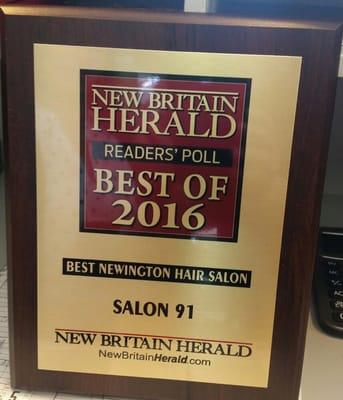 NEW BRITAIN
HERALD
READERS' POLL
BEST OF
2016
BEST NEWINGTON HAIR SALON
SALON 91
NEW BRITAIN HERALD
NewBritainHerald.com